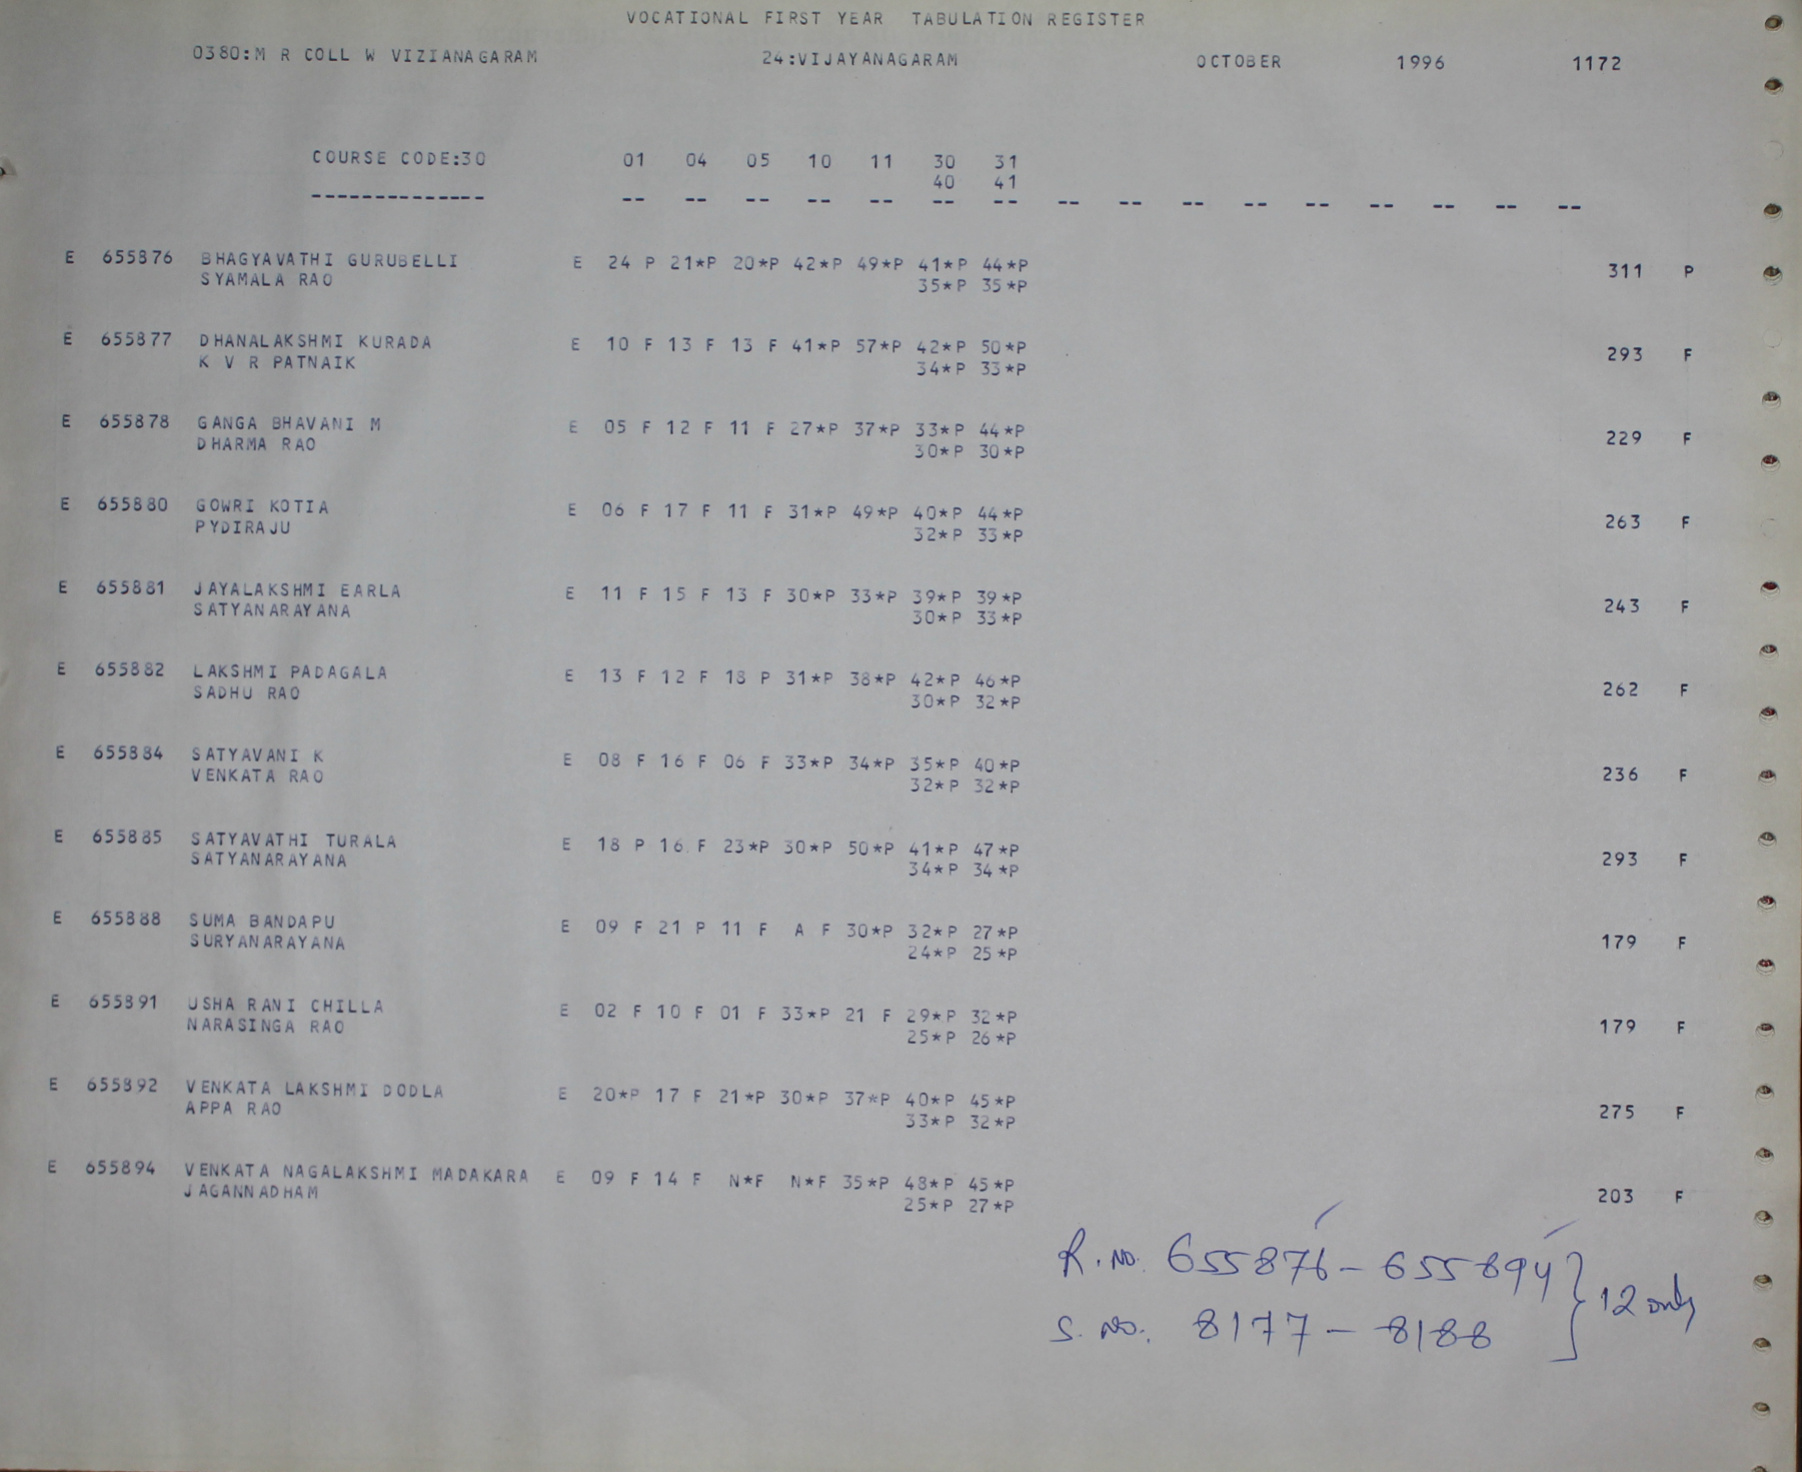 VOCATIONAL FIRST YEAR TABULATION REGISTER
0380:M R COLL W VIZIANAGARAM 24:VIJAYANAGARAM OCTOBER 1996 1172
COURSE CODE:30 01 04 05 10 11 30 31
40 41
-------------- -- -- -- -- -- -- -- -- -- -- -- -- -- -- -- --
E 655876 BHAGYAVATHI GURUBELLI E 24 P 21*P 20*P 42*P 49*P 41*P 44*P 311 P
SYAMALA RAO 35*P 35*P
E 655877 DHANALAKSHMI KURADA E 10 F 13 F 13 F 41*P 57*P 42*P 50*P 293 F
K V R PATNAIK 34*P 33*P
E 655878 GANGA BHAVANI M E 05 F 12 F 11 F 27*P 37*P 33*P 44*P 229 F
DHARMA RAO 30*P 30*P
E 655880 GOWRI KOTIA E 06 F 17 F 11 F 31*P 49*P 40*P 44*P 263 F
PYDIRAJU 32*P 33*P
E 655881 JAYALAKSHMI EARLA E 11 F 15 F 13 F 30*P 33*P 39*P 39*P 243 F
SATYANARAYANA 30*P 33*P
E 655882 LAKSHMI PADAGALA E 13 F 12 F 18 P 31*P 38*P 42*P 46*P 262 F
SADHU RAO 30*P 32*P
E 655884 SATYAVANI K E 08 F 16 F 06 F 33*P 34*P 35*P 40*P 236 F
VENKATA RAO 32*P 32*P
E 655885 SATYAVATHI TURALA E 18 P 16 F 23*P 30*P 50*P 41*P 47*P 293 F
SATYANARAYANA 34*P 34*P
E 655888 SUMA BANDAPU E 09 F 21 P 11 F A F 30*P 32*P 27*P 179 F
SURYANARAYANA 24*P 25*P
E 655891 USHA RANI CHILLA E 02 F 10 F 01 F 33*P 21 F 29*P 32*P 179 F
NARASINGA RAO 25*P 26*P
E 655892 VENKATA LAKSHMI DODLA E 20*P 17 F 21*P 30*P 37*P 40*P 45*P 275 F
APPA RAO 33*P 32*P
E 655894 VENKATA NAGALAKSHMI MADAKARA E 09 F 14 F N*F N*F 35*P 48*P 45*P 203 F
JAGANNADHAM 25*P 27*P
R. NO. 655876 - 655894 } 12 only
S. NO. 8177 - 8188